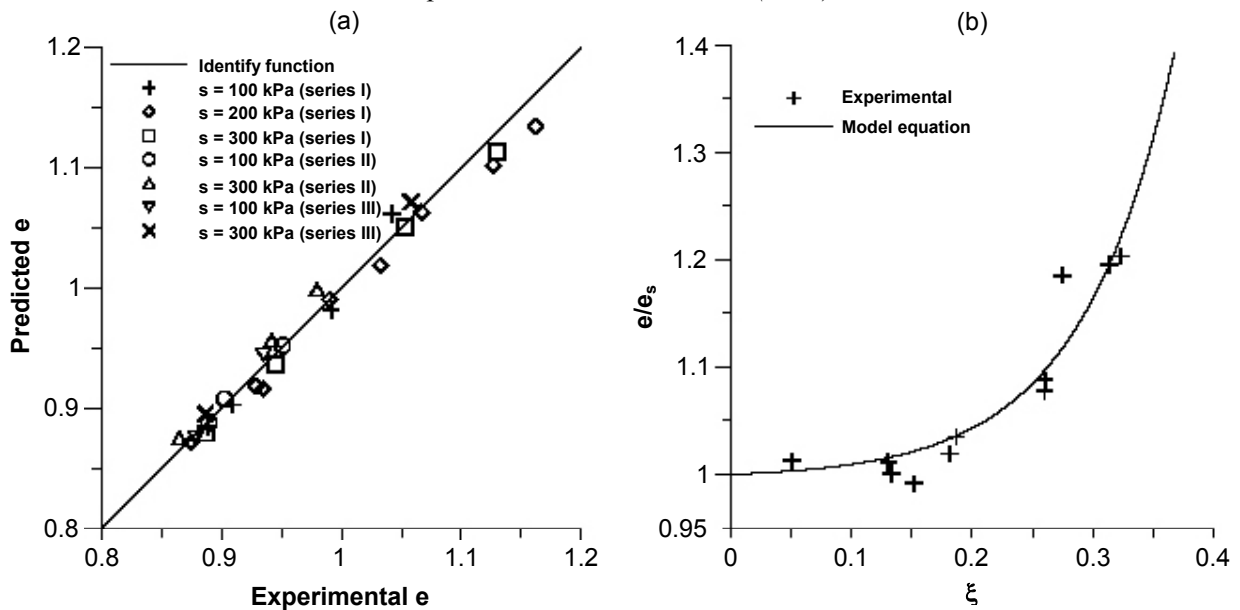 (a)
1.2
1.1
1
0.9
0.8
Predicted e
Identify function
s = 100 kPa (series I)
s = 200 kPa (series I)
s = 300 kPa (series I)
s = 100 kPa (series II)
s = 300 kPa (series II)
s = 100 kPa (series III)
s = 300 kPa (series III)
0.8 0.9 1 1.1 1.2
Experimental e
(b)
1.4
1.3
1.2
1.1
1
0.95
e/es
Experimental
Model equation
0 0.1 0.2 0.3 0.4
ξ